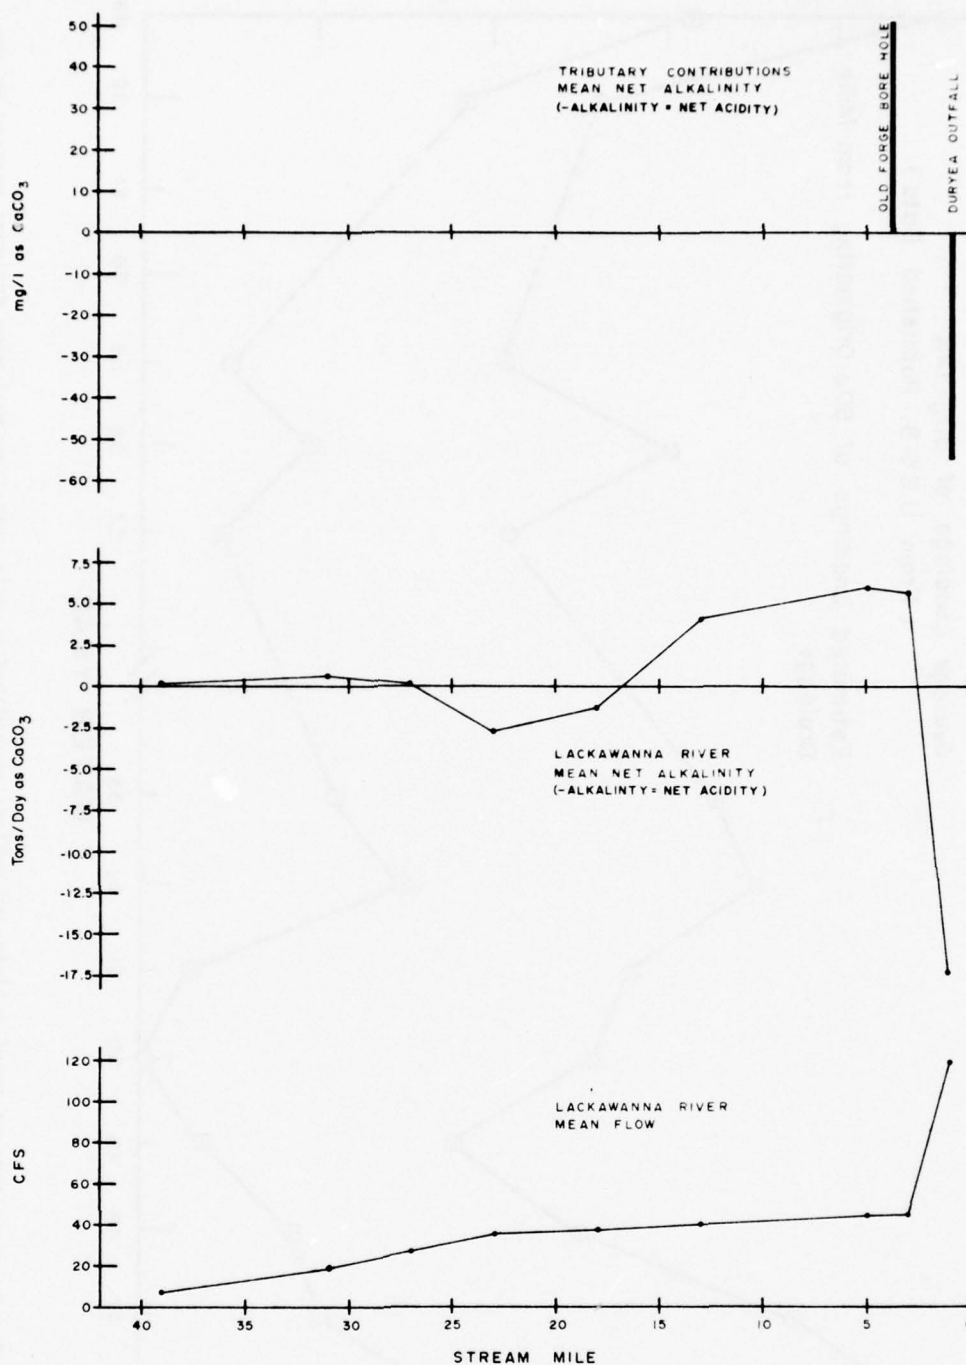 50
40
30
20
10
0
-10
-20
-30
-40
-50
-60
mg/l as CaCO3
TRIBUTARY CONTRIBUTIONS
MEAN NET ALKALINITY
(-ALKALINITY = NET ACIDITY)
OLD FORGE BORE HOLE
DURYEA OUTFALL
7.5
5.0
2.5
0
-2.5
-5.0
-7.5
-10.0
-12.5
-15.0
-17.5
Tons/Day as CaCO3
LACKAWANNA RIVER
MEAN NET ALKALINITY
(-ALKALINTY = NET ACIDITY)
120
100
80
60
40
20
0
CFS
LACKAWANNA RIVER
MEAN FLOW
40 35 30 25 20 15 10 5 0
STREAM MILE